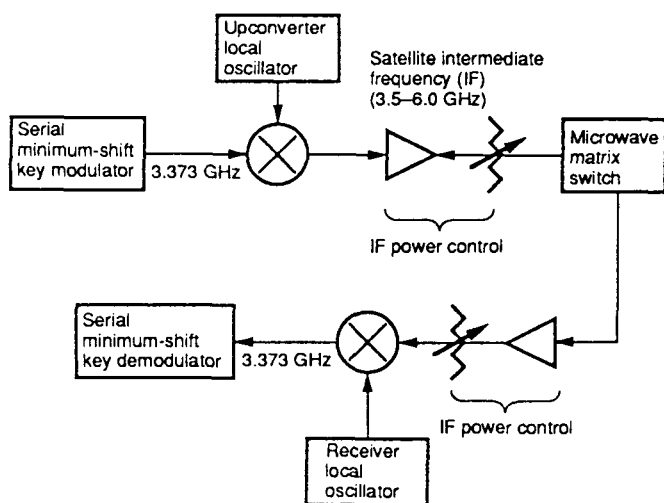 Upconverter
local
oscillator
Satellite intermediate
frequency (IF)
(3.5–6.0 GHz)
Serial
minimum-shift
key modulator
3.373 GHz
Microwave
matrix
switch
IF power control
Serial
minimum-shift
key demodulator
3.373 GHz
IF power control
Receiver
local
oscillator